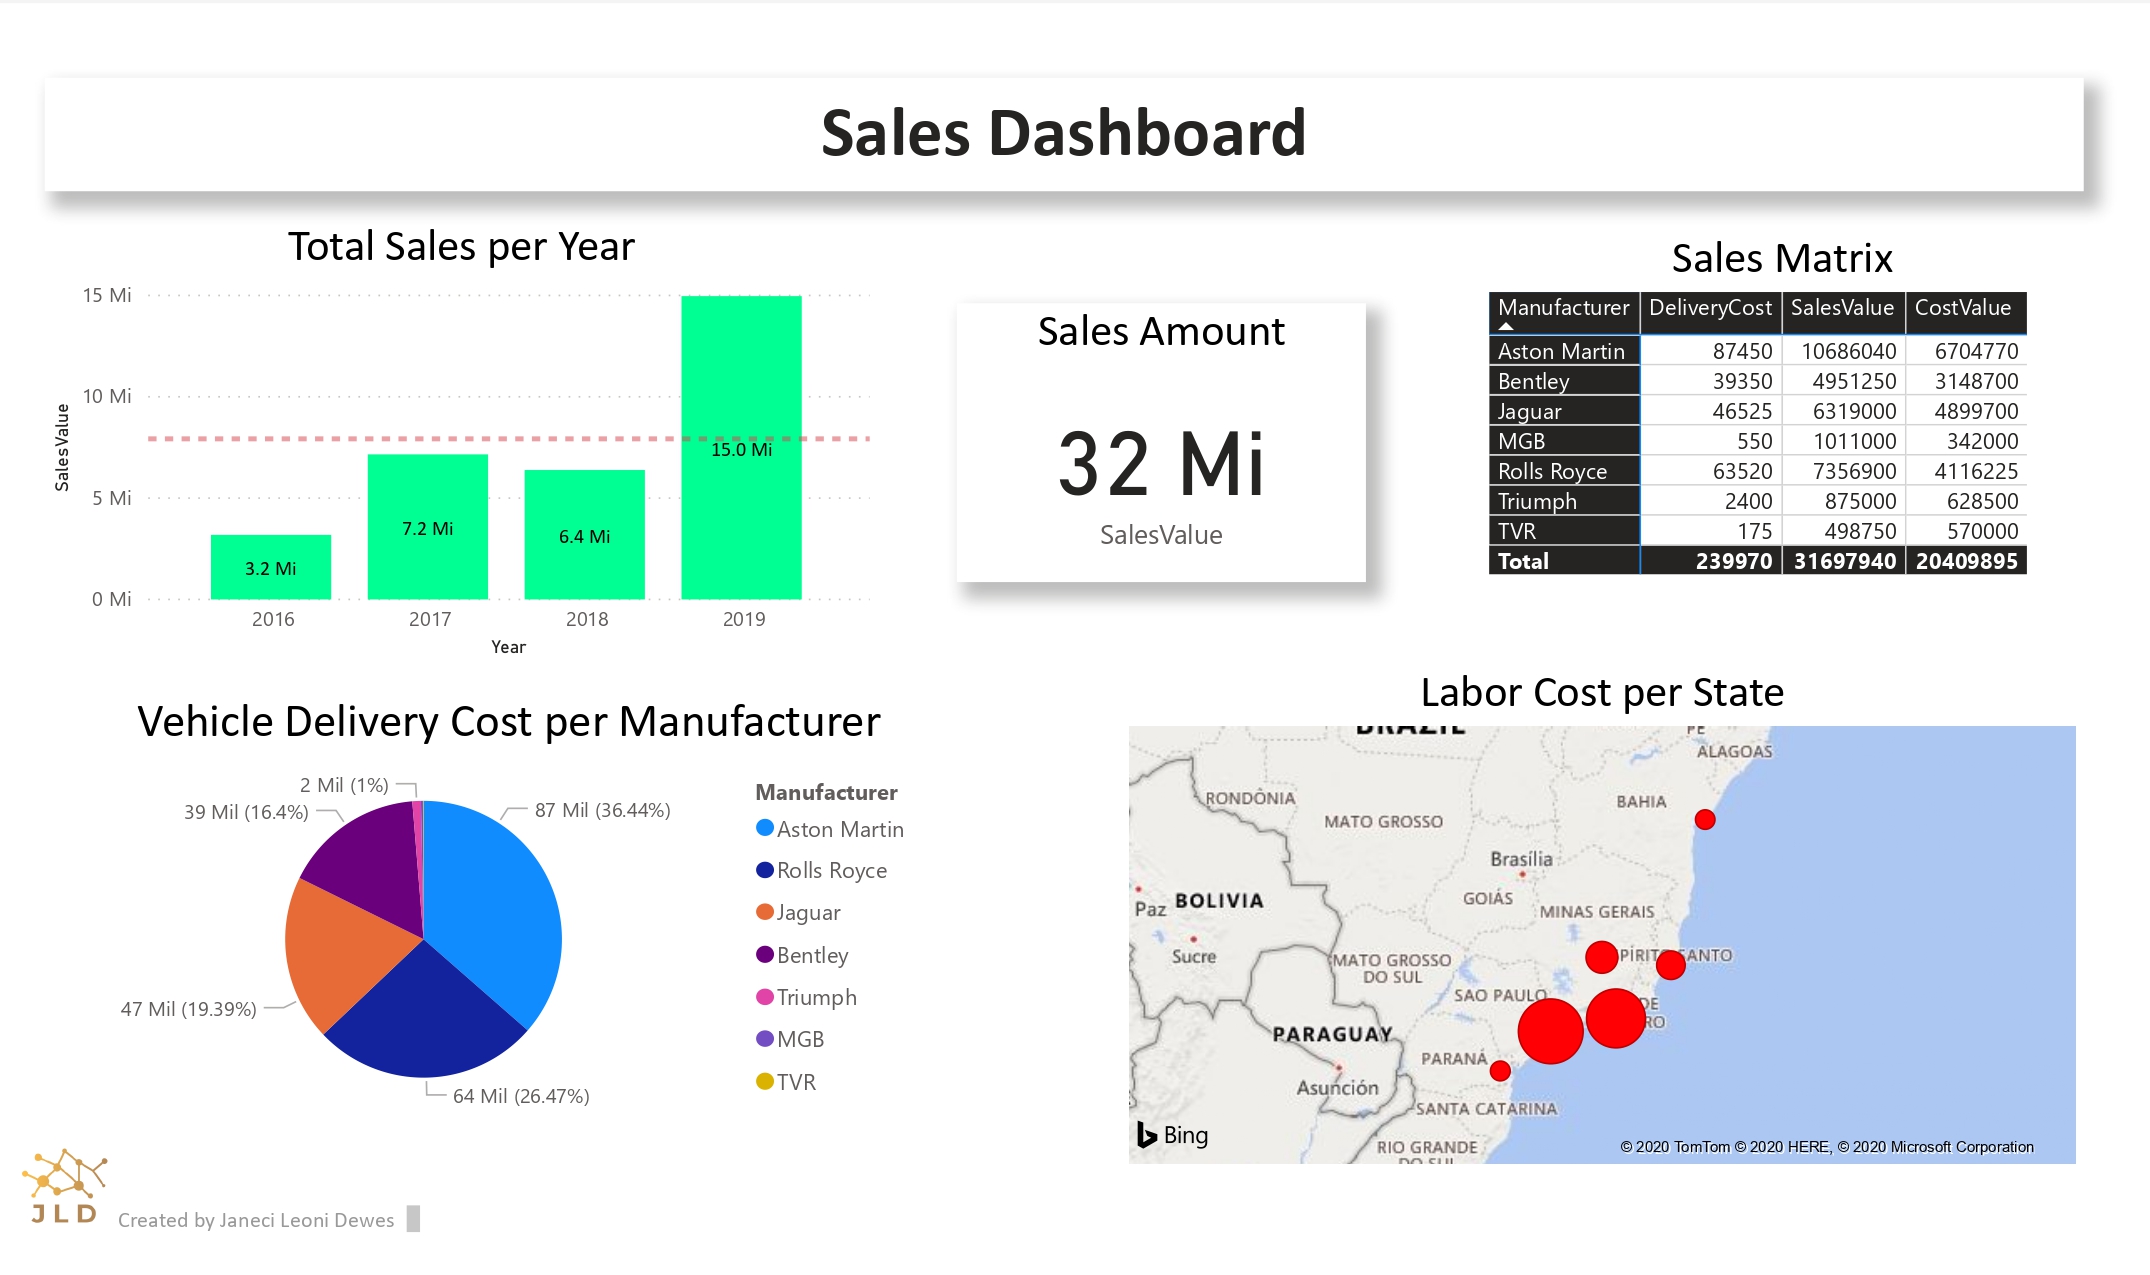 Sales Dashboard
Total Sales per Year
15 Mi
10 Mi
5 Mi
0 Mi
SalesValue
3.2 Mi
7.2 Mi
6.4 Mi
15.0 Mi
2016 2017 2018 2019
Year
Sales Amount
32 Mi
SalesValue
Sales Matrix
Manufacturer DeliveryCost SalesValue CostValue
Aston Martin 87450 10686040 6704770
Bentley 39350 4951250 3148700
Jaguar 46525 6319000 4899700
MGB 550 1011000 342000
Rolls Royce 63520 7356900 4116225
Triumph 2400 875000 628500
TVR 175 498750 570000
Total 239970 31697940 20409895
Vehicle Delivery Cost per Manufacturer
2 Mil (1%)
39 Mil (16.4%)
87 Mil (36.44%)
47 Mil (19.39%)
64 Mil (26.47%)
Manufacturer
Aston Martin
Rolls Royce
Jaguar
Bentley
Triumph
MGB
TVR
Labor Cost per State
BRAZIL
PE
ALAGOAS
RONDÔNIA
BAHIA
MATO GROSSO
Brasília
GOIÁS
BOLIVIA
Paz
MINAS GERAIS
Sucre
MATO GROSSO
DO SUL
PÍRITO SANTO
SAO PAULO
DE
RO
PARAGUAY
PARANÁ
Asunción
SANTA CATARINA
RIO GRANDE
DO SUL
Bing
© 2020 TomTom © 2020 HERE, © 2020 Microsoft Corporation
JLD
Created by Janeci Leoni Dewes